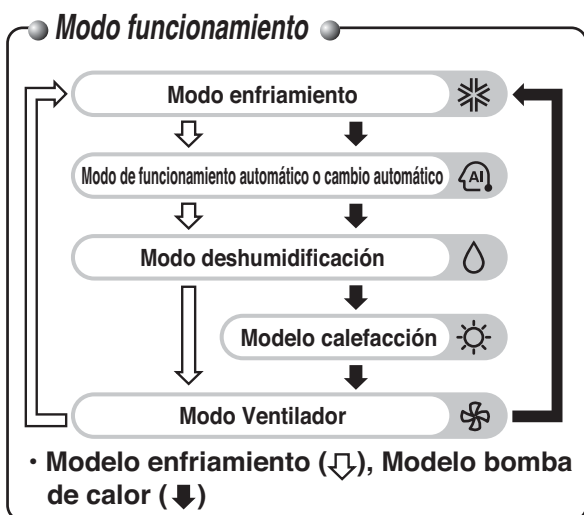 Modo funcionamiento
Modo enfriamiento
Modo de funcionamiento automático o cambio automático
AI
Modo deshumidificación
Modelo calefacción
Modo Ventilador
· Modelo enfriamiento (⇩), Modelo bomba
de calor (⬇)